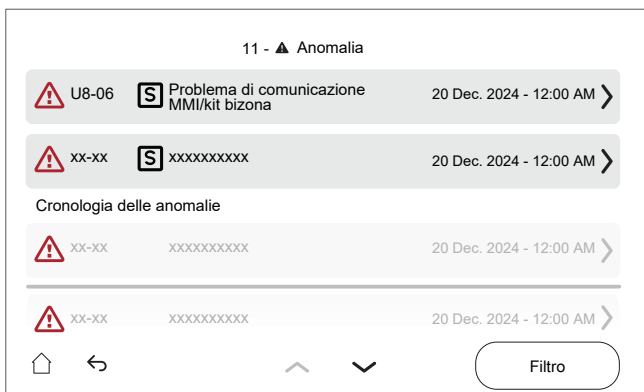 11 - Anomalia
U8-06 S Problema di comunicazione MMI/kit bizona 20 Dec. 2024 - 12:00 AM
xx-xx S xxxxxxxxxx 20 Dec. 2024 - 12:00 AM
Cronologia delle anomalie
xx-xx xxxxxxxxxx 20 Dec. 2024 - 12:00 AM
xx-xx xxxxxxxxxx 20 Dec. 2024 - 12:00 AM
Filtro